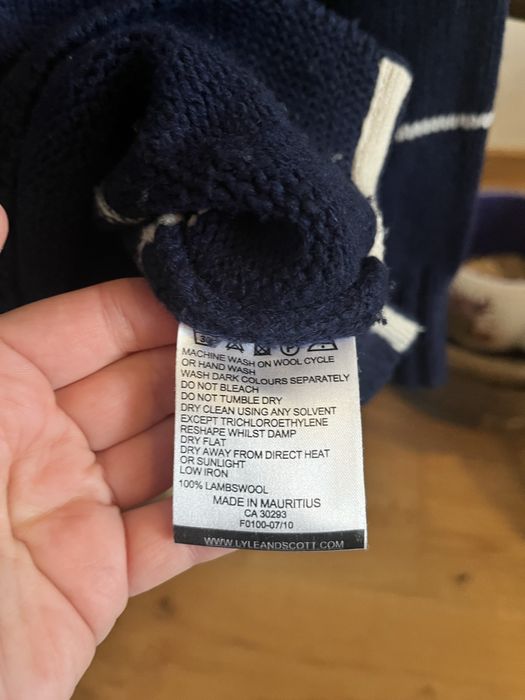 MACHINE WASH ON WOOL CYCLE
OR HAND WASH
WASH DARK COLOURS SEPARATELY
DO NOT BLEACH
DO NOT TUMBLE DRY
DRY CLEAN USING ANY SOLVENT
EXCEPT TRICHLOROETHYLENE
RESHAPE WHILST DAMP
DRY FLAT
DRY AWAY FROM DIRECT HEAT
OR SUNLIGHT
LOW IRON
100% LAMBSWOOL
MADE IN MAURITIUS
CA 30293
F0100-07/10
WWW.LYLEANDSCOTT.COM